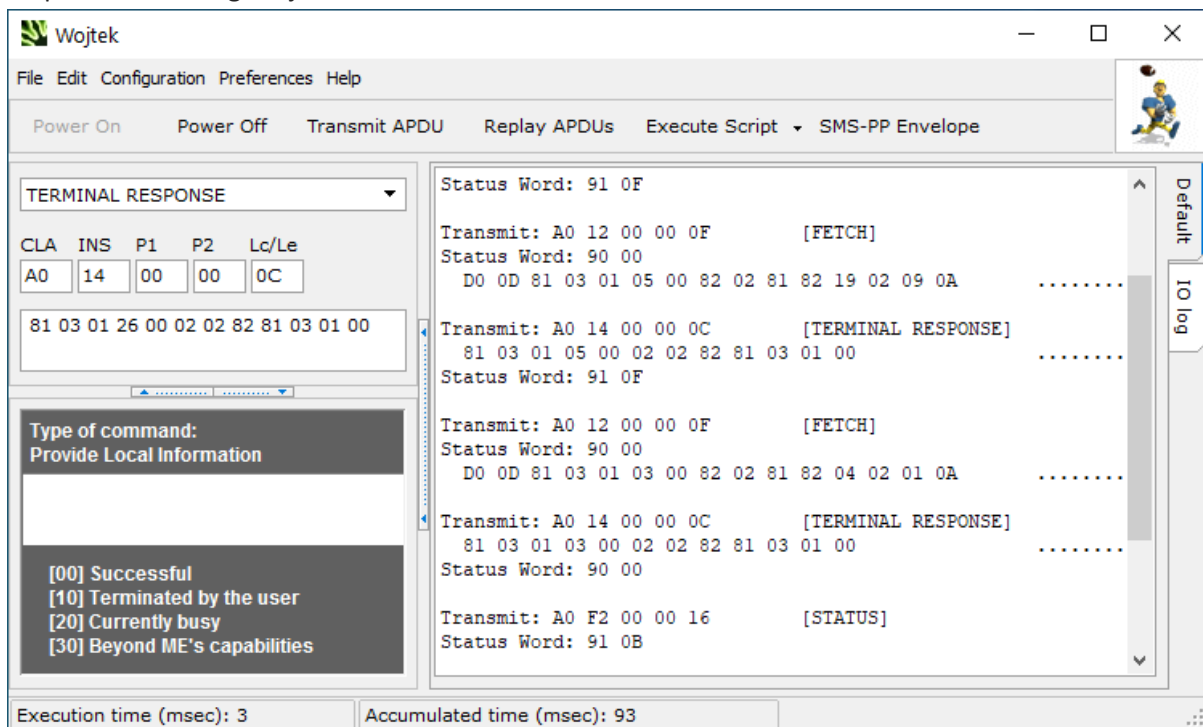 Wojtek
File Edit Configuration Preferences Help
Power On Power Off Transmit APDU Replay APDUs Execute Script SMS-PP Envelope
TERMINAL RESPONSE
CLA INS P1 P2 Lc/Le
A0 14 00 00 0C
81 03 01 26 00 02 02 82 81 03 01 00
Type of command:
Provide Local Information
[00] Successful
[10] Terminated by the user
[20] Currently busy
[30] Beyond ME's capabilities
Status Word: 91 0F
Transmit: A0 12 00 00 0F [FETCH]
Status Word: 90 00
D0 0D 81 03 01 05 00 82 02 81 82 19 02 09 0A ........
Transmit: A0 14 00 00 0C [TERMINAL RESPONSE]
81 03 01 05 00 02 02 82 81 03 01 00 ........
Status Word: 91 0F
Transmit: A0 12 00 00 0F [FETCH]
Status Word: 90 00
D0 0D 81 03 01 03 00 82 02 81 82 04 02 01 0A ........
Transmit: A0 14 00 00 0C [TERMINAL RESPONSE]
81 03 01 03 00 02 02 82 81 03 01 00 ........
Status Word: 90 00
Transmit: A0 F2 00 00 16 [STATUS]
Status Word: 91 0B
Default
IO log
Execution time (msec): 3 Accumulated time (msec): 93